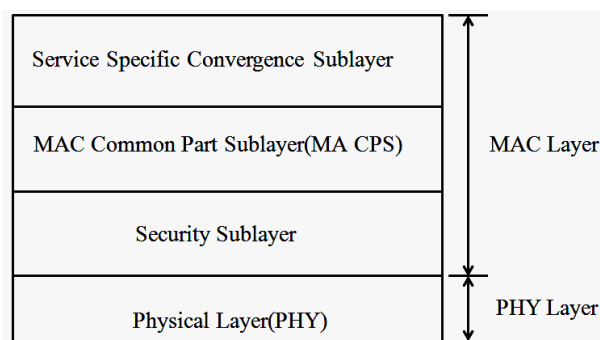 Service Specific Convergence Sublayer
MAC Common Part Sublayer(MA CPS)
MAC Layer
Security Sublayer
PHY Layer
Physical Layer(PHY)